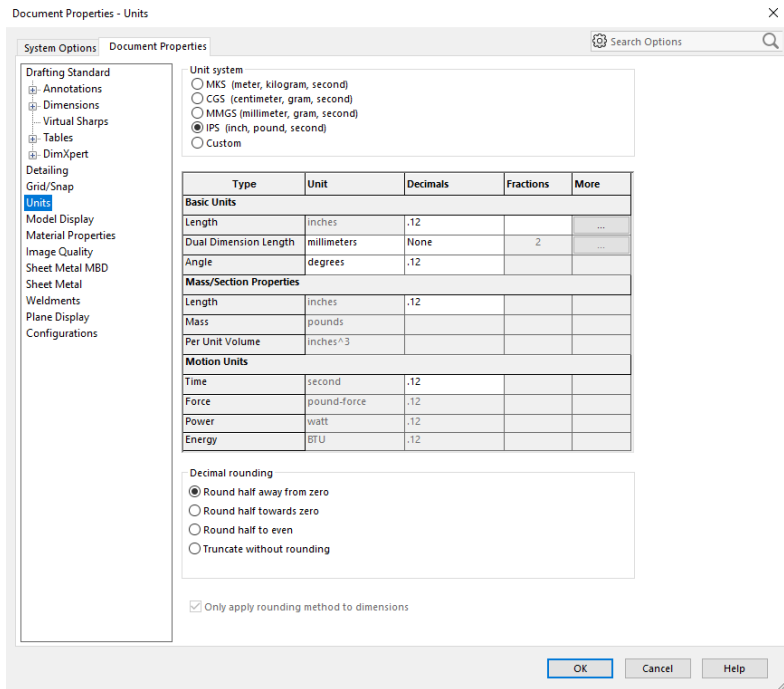 Document Properties - Units
System Options
Document Properties
Search Options
Drafting Standard
Annotations
Dimensions
Virtual Sharps
Tables
DimXpert
Detailing
Grid/Snap
Units
Model Display
Material Properties
Image Quality
Sheet Metal MBD
Sheet Metal
Weldments
Plane Display
Configurations
Unit system
MKS (meter, kilogram, second)
CGS (centimeter, gram, second)
MMGS (millimeter, gram, second)
IPS (inch, pound, second)
Custom
Type Unit Decimals Fractions More
Basic Units
Length inches .12 ...
Dual Dimension Length millimeters None 2 ...
Angle degrees .12
Mass/Section Properties
Length inches .12
Mass pounds
Per Unit Volume inches^3
Motion Units
Time second .12
Force pound-force .12
Power watt .12
Energy BTU .12
Decimal rounding
Round half away from zero
Round half towards zero
Round half to even
Truncate without rounding
Only apply rounding method to dimensions
OK Cancel Help